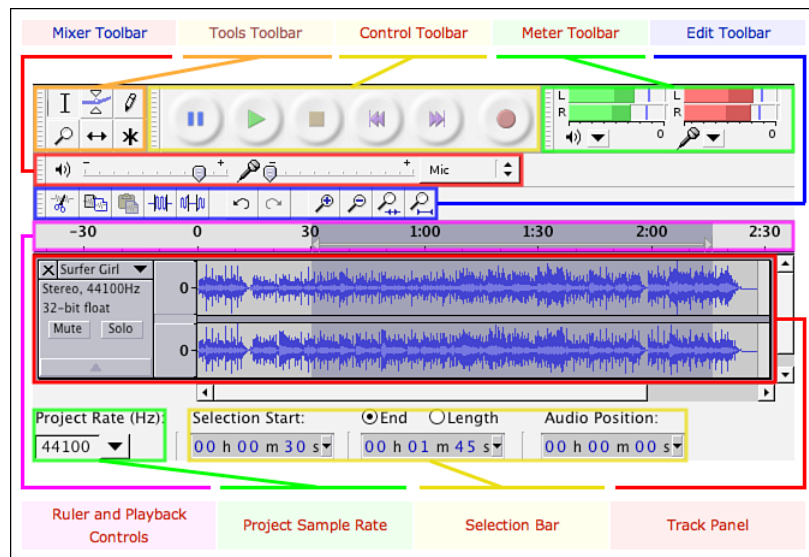 Mixer Toolbar Tools Toolbar Control Toolbar Meter Toolbar Edit Toolbar
L L
R R
0 0
Mic
-30 0 30 1:00 1:30 2:00 2:30
Surfer Girl
Stereo, 44100Hz
32-bit float
Mute Solo
0
0
Project Rate (Hz): Selection Start: End Length Audio Position:
44100 00 h 00 m 30 s 00 h 01 m 45 s 00 h 00 m 00 s
Ruler and Playback
Controls
Project Sample Rate
Selection Bar
Track Panel